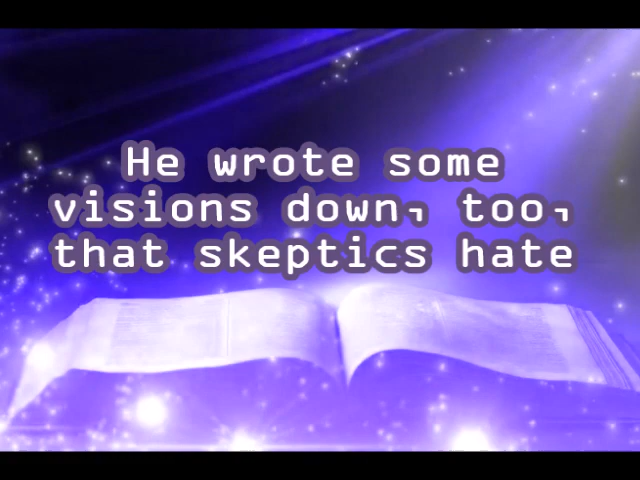 He wrote some
visions down, too,
that skeptics hate